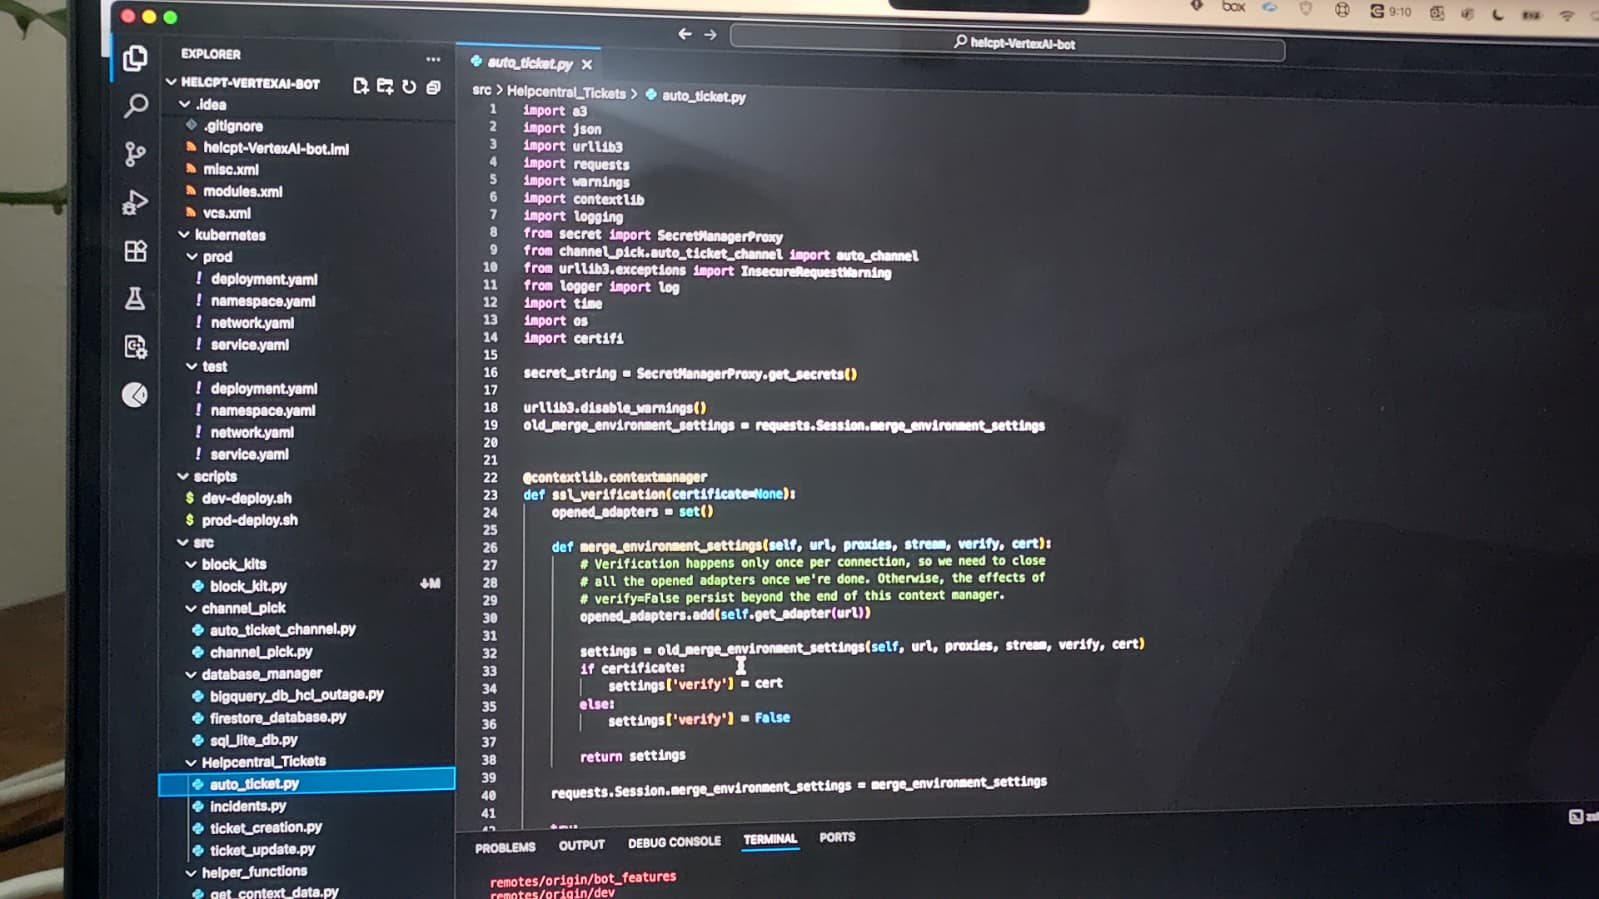 box
9:10
helcpt-VertexAI-bot
EXPLORER
HELCPT-VERTEXAI-BOT
.idea
.gitignore
helcpt-VertexAI-bot.iml
misc.xml
modules.xml
vcs.xml
kubernetes
prod
! deployment.yaml
! namespace.yaml
! network.yaml
! service.yaml
test
! deployment.yaml
! namespace.yaml
! network.yaml
! service.yaml
scripts
$ dev-deploy.sh
$ prod-deploy.sh
src
block_kits
block_kit.py
M
channel_pick
auto_ticket_channel.py
channel_pick.py
database_manager
bigquery_db_hcl_outage.py
firestore_database.py
sql_lite_db.py
Helpcentral_Tickets
auto_ticket.py
incidents.py
ticket_creation.py
ticket_update.py
helper_functions
get_context_data.py
auto_ticket.py ×
src > Helpcentral_Tickets > auto_ticket.py
1 import a3
2 import json
3 import urllib3
4 import requests
5 import warnings
6 import contextlib
7 import logging
8 from secret import SecretManagerProxy
9 from channel_pick.auto_ticket_channel import auto_channel
10 from urllib3.exceptions import InsecureRequestWarning
11 from logger import log
12 import time
13 import os
14 import certifi
15
16 secret_string = SecretManagerProxy.get_secrets()
17
18 urllib3.disable_warnings()
19 old_merge_environment_settings = requests.Session.merge_environment_settings
20
21
22 @contextlib.contextmanager
23 def ssl_verification(certificate=None):
24 opened_adapters = set()
25
26 def merge_environment_settings(self, url, proxies, stream, verify, cert):
27 # Verification happens only once per connection, so we need to close
28 # all the opened adapters once we're done. Otherwise, the effects of
29 # verify=False persist beyond the end of this context manager.
30 opened_adapters.add(self.get_adapter(url))
31
32 settings = old_merge_environment_settings(self, url, proxies, stream, verify, cert)
33 if certificate:
34 settings['verify'] = cert
35 else:
36 settings['verify'] = False
37
38 return settings
39
40 requests.Session.merge_environment_settings = merge_environment_settings
41
PROBLEMS OUTPUT DEBUG CONSOLE TERMINAL PORTS
remotes/origin/bot_features
remotes/origin/dev